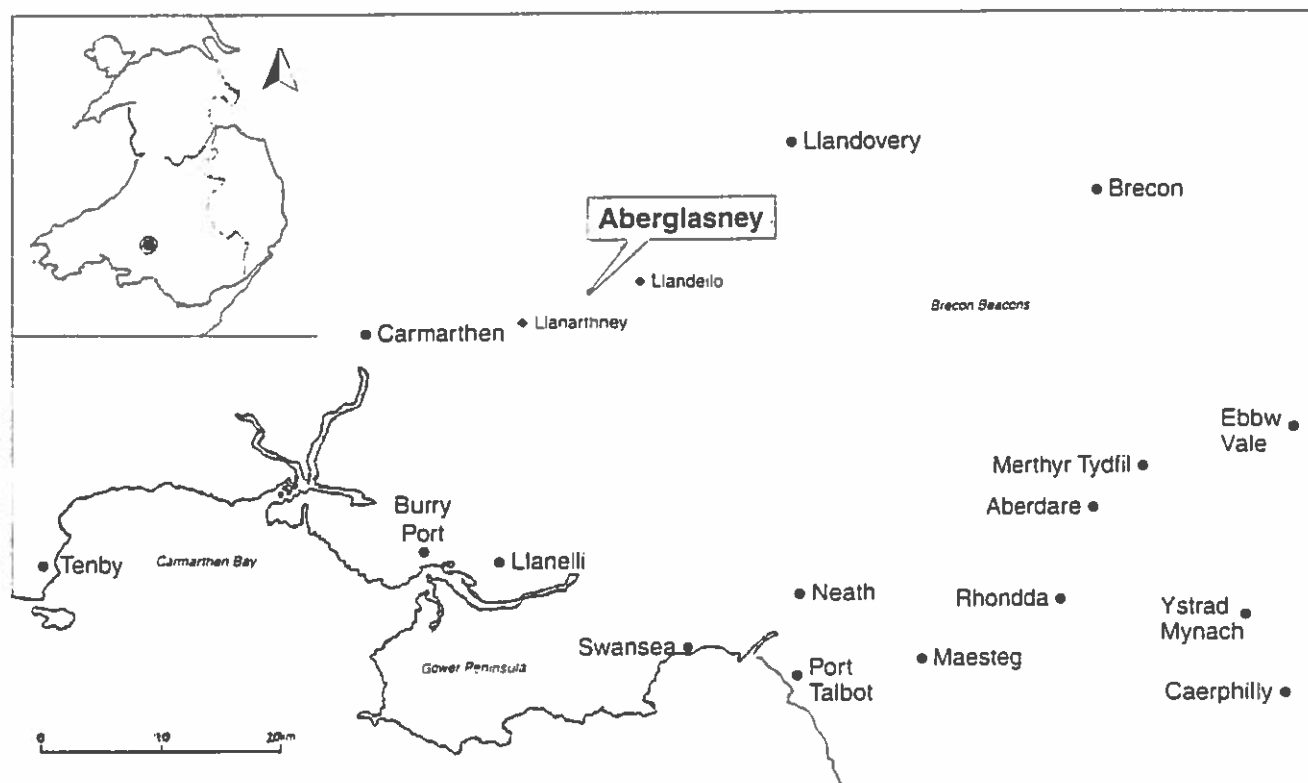 Llandovery
Brecon
Aberglasney
Llandeilo
Brecon Beacons
Llanarthney
Carmarthen
Ebbw
Vale
Merthyr Tydfil
Aberdare
Burry
Port
Tenby
Carmarthen Bay
Llanelli
Neath
Rhondda
Ystrad
Mynach
Swansea
Maesteg
Gower Peninsula
Port
Talbot
Caerphilly
0 10 20km